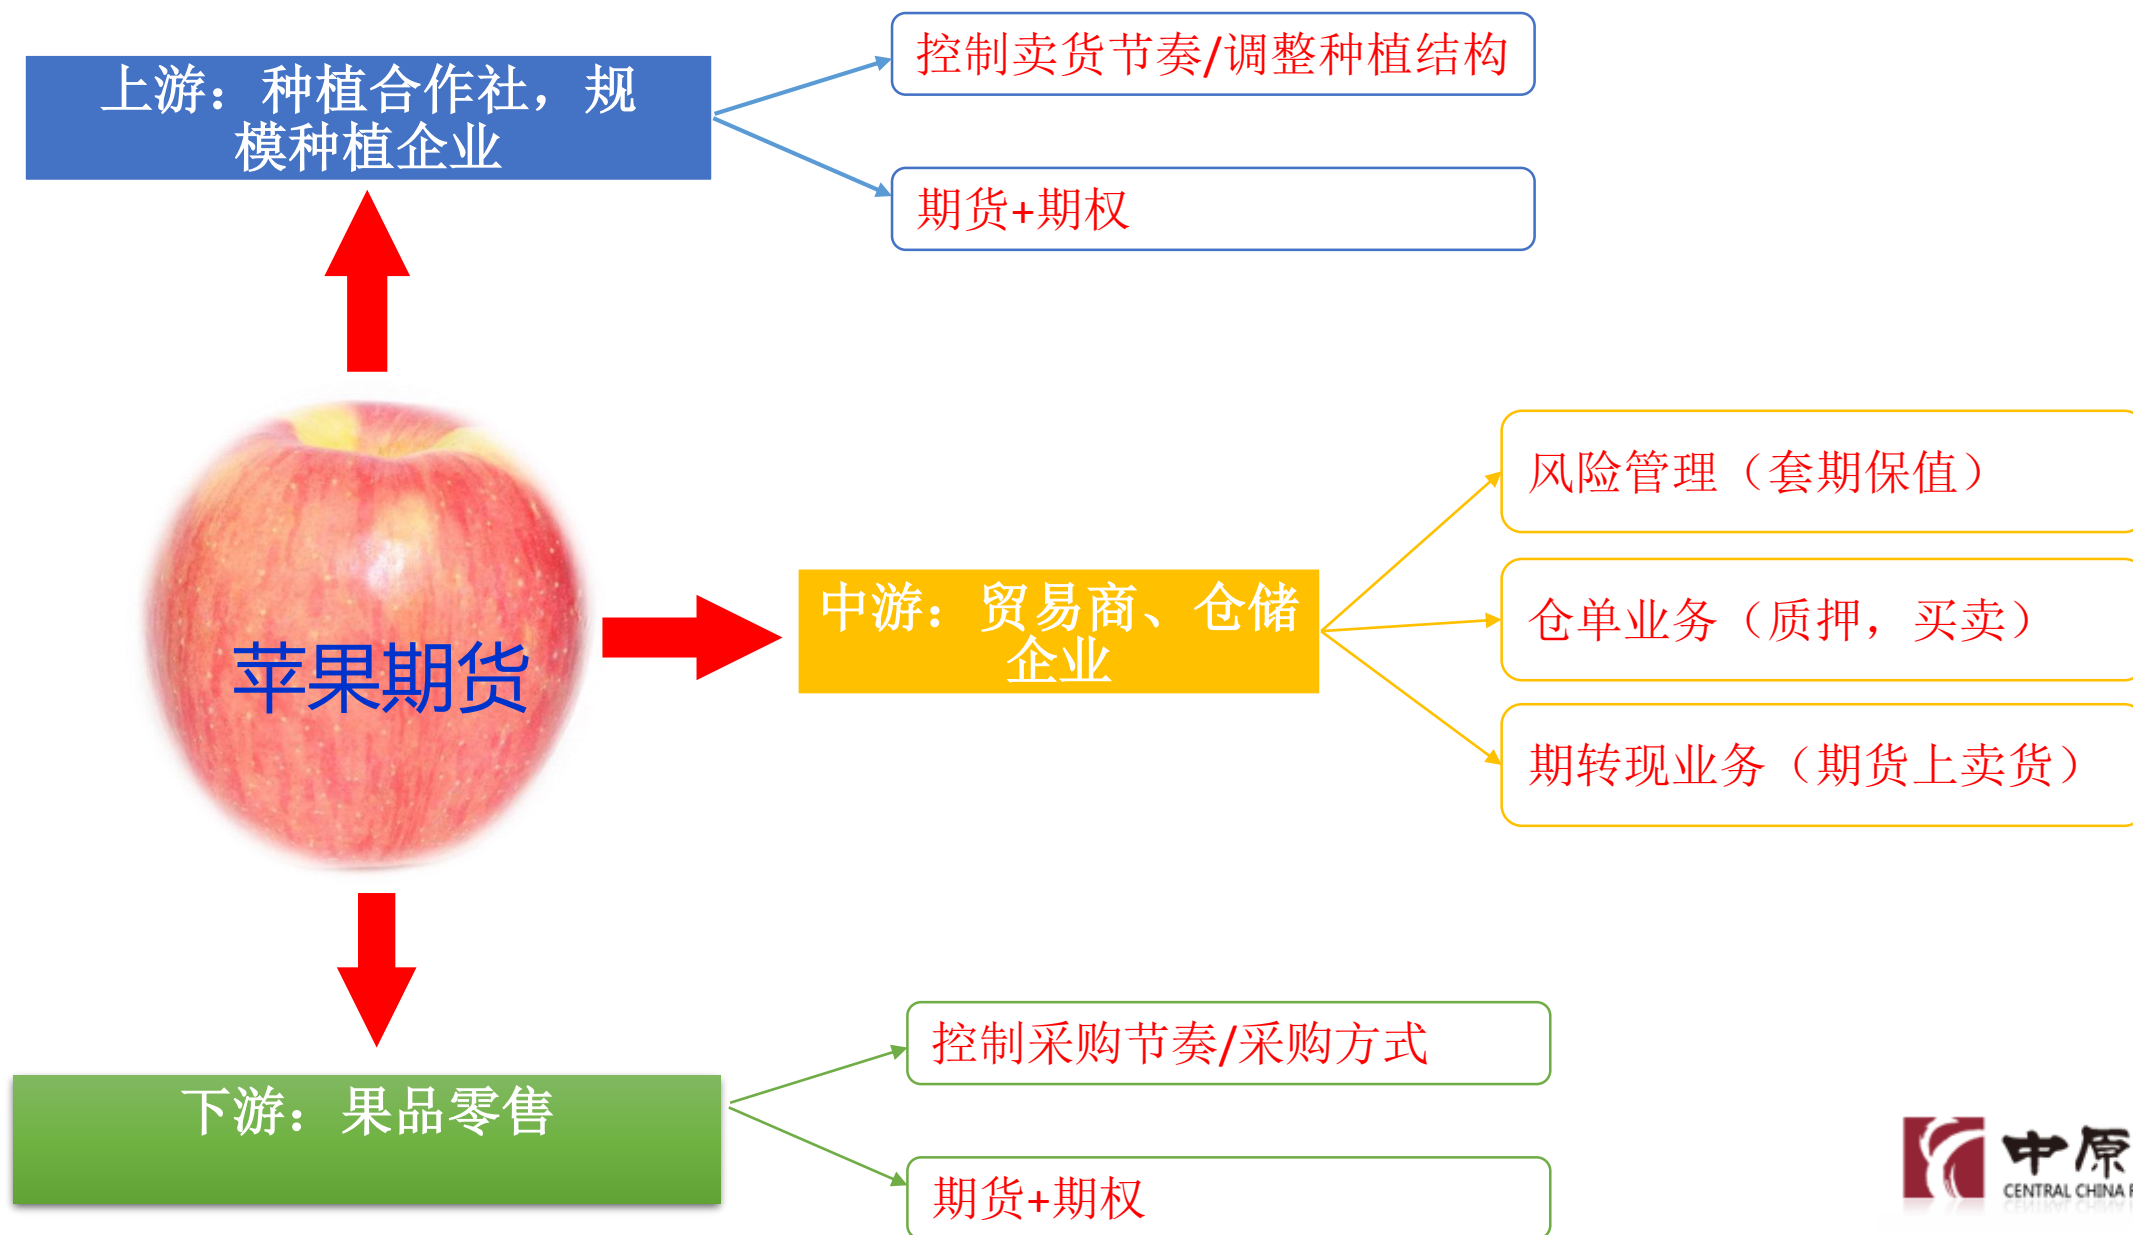 控制卖货节奏/调整种植结构
上游：种植合作社，规
模种植企业
期货+期权
风险管理（套期保值）
中游：贸易商、仓储
企业
仓单业务（质押，买卖）
苹果期货
期转现业务（期货上卖货）
控制采购节奏/采购方式
下游：果品零售
期货+期权
中原
CENTRAL CHINA F